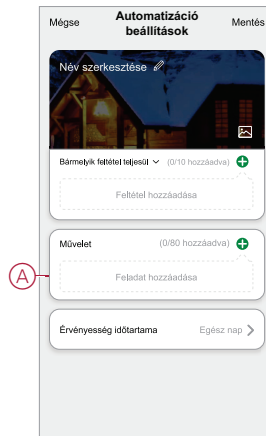 Mégse Automatizáció beállítások Mentés
Név szerkesztése
Bármelyik feltétel teljesül (0/10 hozzáadva)
Feltétel hozzáadása
Művelet (0/80 hozzáadva)
A
Feladat hozzáadása
Érvényesség időtartama Egész nap